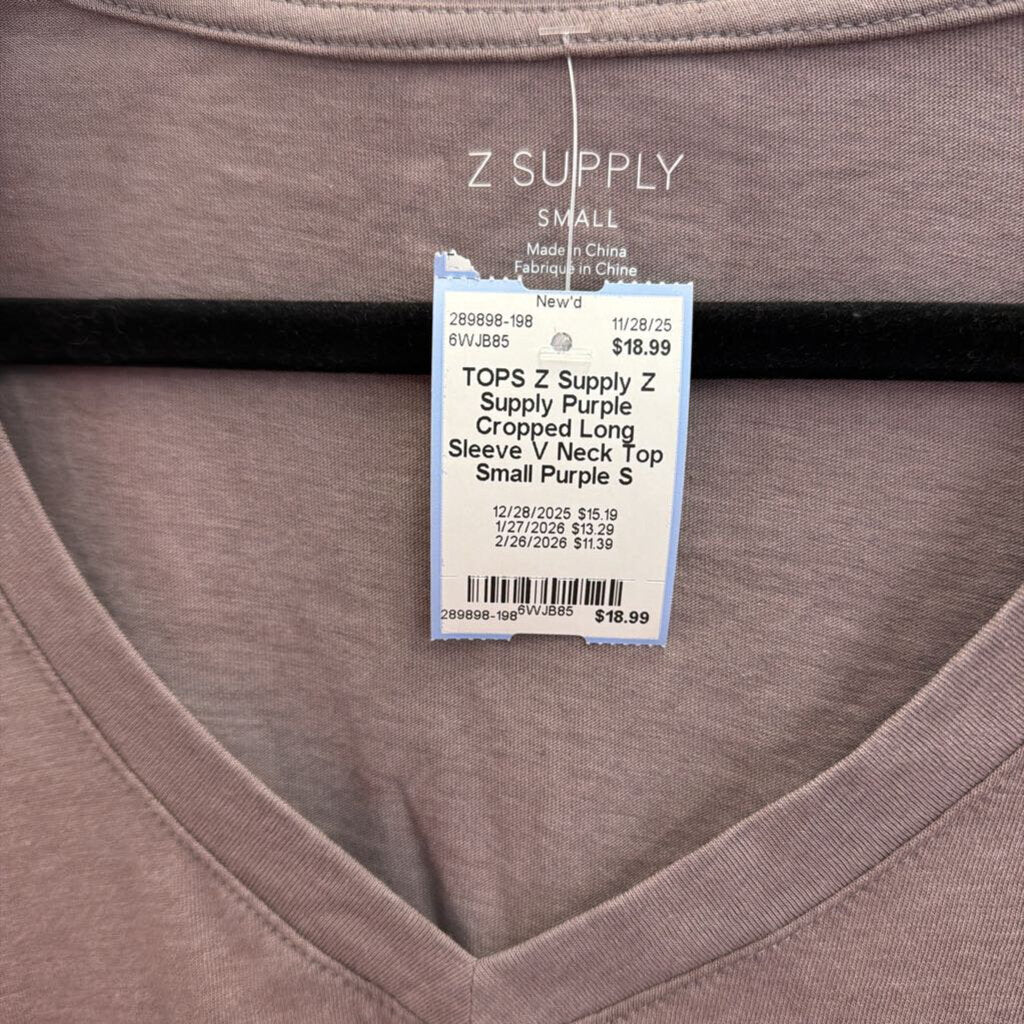 Z SUPPLY
SMALL
Made in China
Fabriqué in Chine
New'd
289898-198 11/28/25
6WJB85 $18.99
TOPS Z Supply Z
Supply Purple
Cropped Long
Sleeve V Neck Top
Small Purple S
12/28/2025 $15.19
1/27/2026 $13.29
2/26/2026 $11.39
289898-198 6WJB85 $18.99